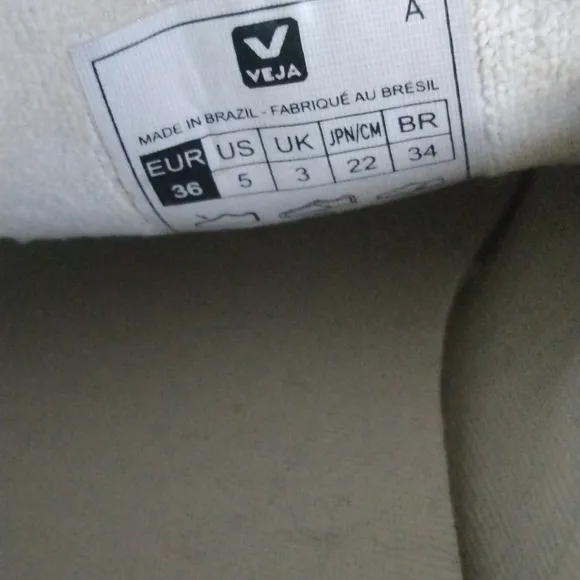 A
VEJA
MADE IN BRAZIL - FABRIQUÉ AU BRÉSIL
EUR US UK JPN/CM BR
36 5 3 22 34